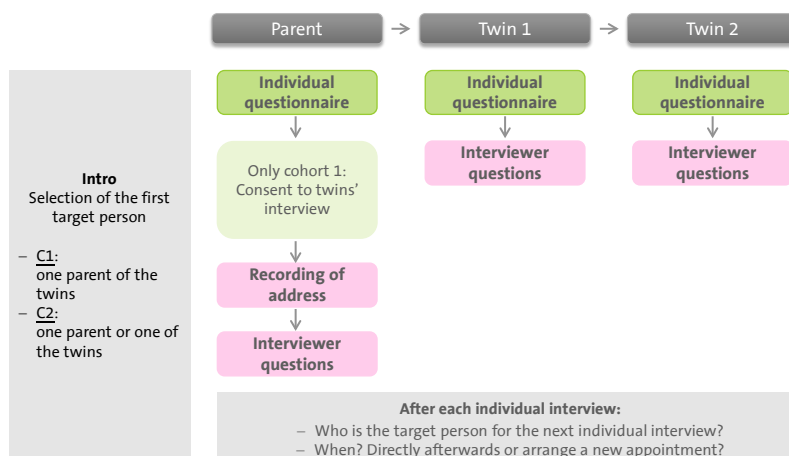 Parent
Twin 1
Twin 2
Intro
Selection of the first
target person
– C1:
one parent of the
twins
– C2:
one parent or one of
the twins
Individual
questionnaire
Only cohort 1:
Consent to twins’
interview
Recording of
address
Interviewer
questions
Individual
questionnaire
Interviewer
questions
Individual
questionnaire
Interviewer
questions
After each individual interview:
– Who is the target person for the next individual interview?
– When? Directly afterwards or arrange a new appointment?